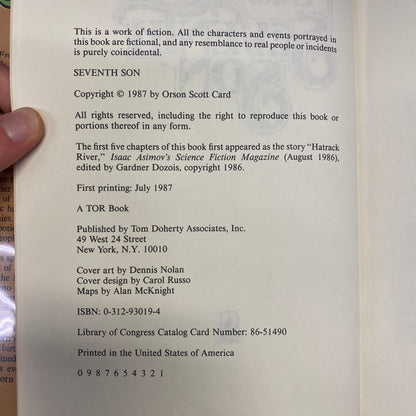 This is a work of fiction. All the characters and events portrayed in
this book are fictional, and any resemblance to real people or incidents
is purely coincidental.
SEVENTH SON
Copyright © 1987 by Orson Scott Card
All rights reserved, including the right to reproduce this book or
portions thereof in any form.
The first five chapters of this book first appeared as the story “Hatrack
River,” Isaac Asimov's Science Fiction Magazine (August 1986),
edited by Gardner Dozois, copyright 1986.
First printing: July 1987
A TOR Book
Published by Tom Doherty Associates, Inc.
49 West 24 Street
New York, N.Y. 10010
Cover art by Dennis Nolan
Cover design by Carol Russo
Maps by Alan McKnight
ISBN: 0-312-93019-4
Library of Congress Catalog Card Number: 86-51490
Printed in the United States of America
0 9 8 7 6 5 4 3 2 1